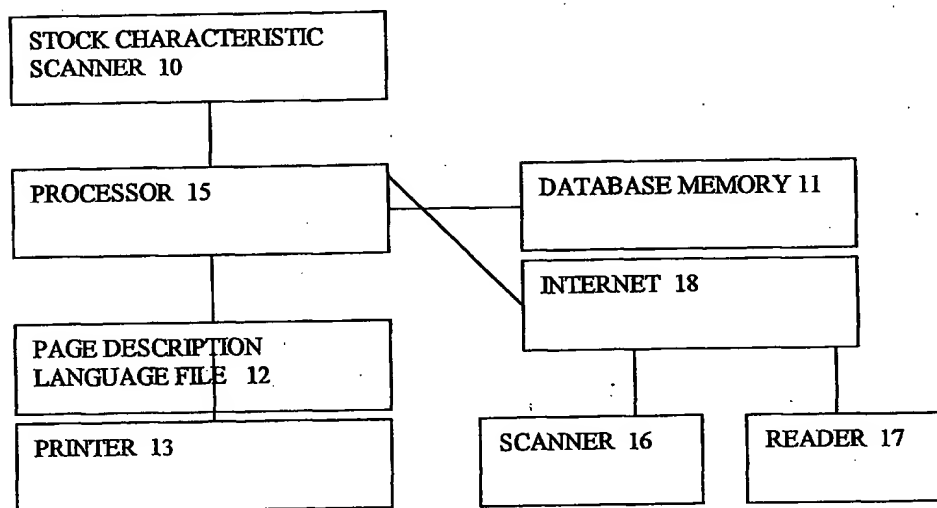 STOCK CHARACTERISTIC
SCANNER 10
PROCESSOR 15
DATABASE MEMORY 11
INTERNET 18
PAGE DESCRIPTION
LANGUAGE FILE 12
PRINTER 13
SCANNER 16
READER 17